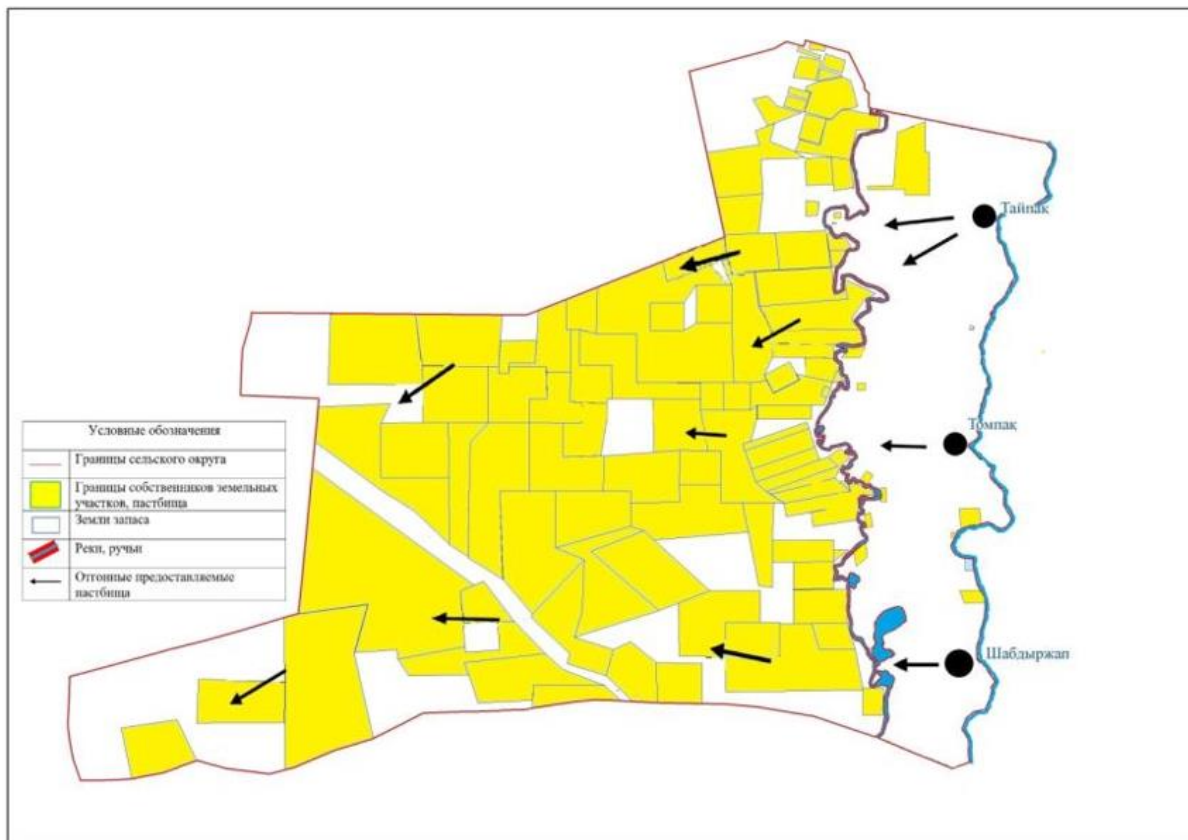 Тайпақ
Томпақ
Условные обозначения
Границы сельского округа
Границы собственников земельных
участков, пастбища
Земли запаса
Реки, ручьи
Отгонные предоставляемые
пастбища
Шабдыржап